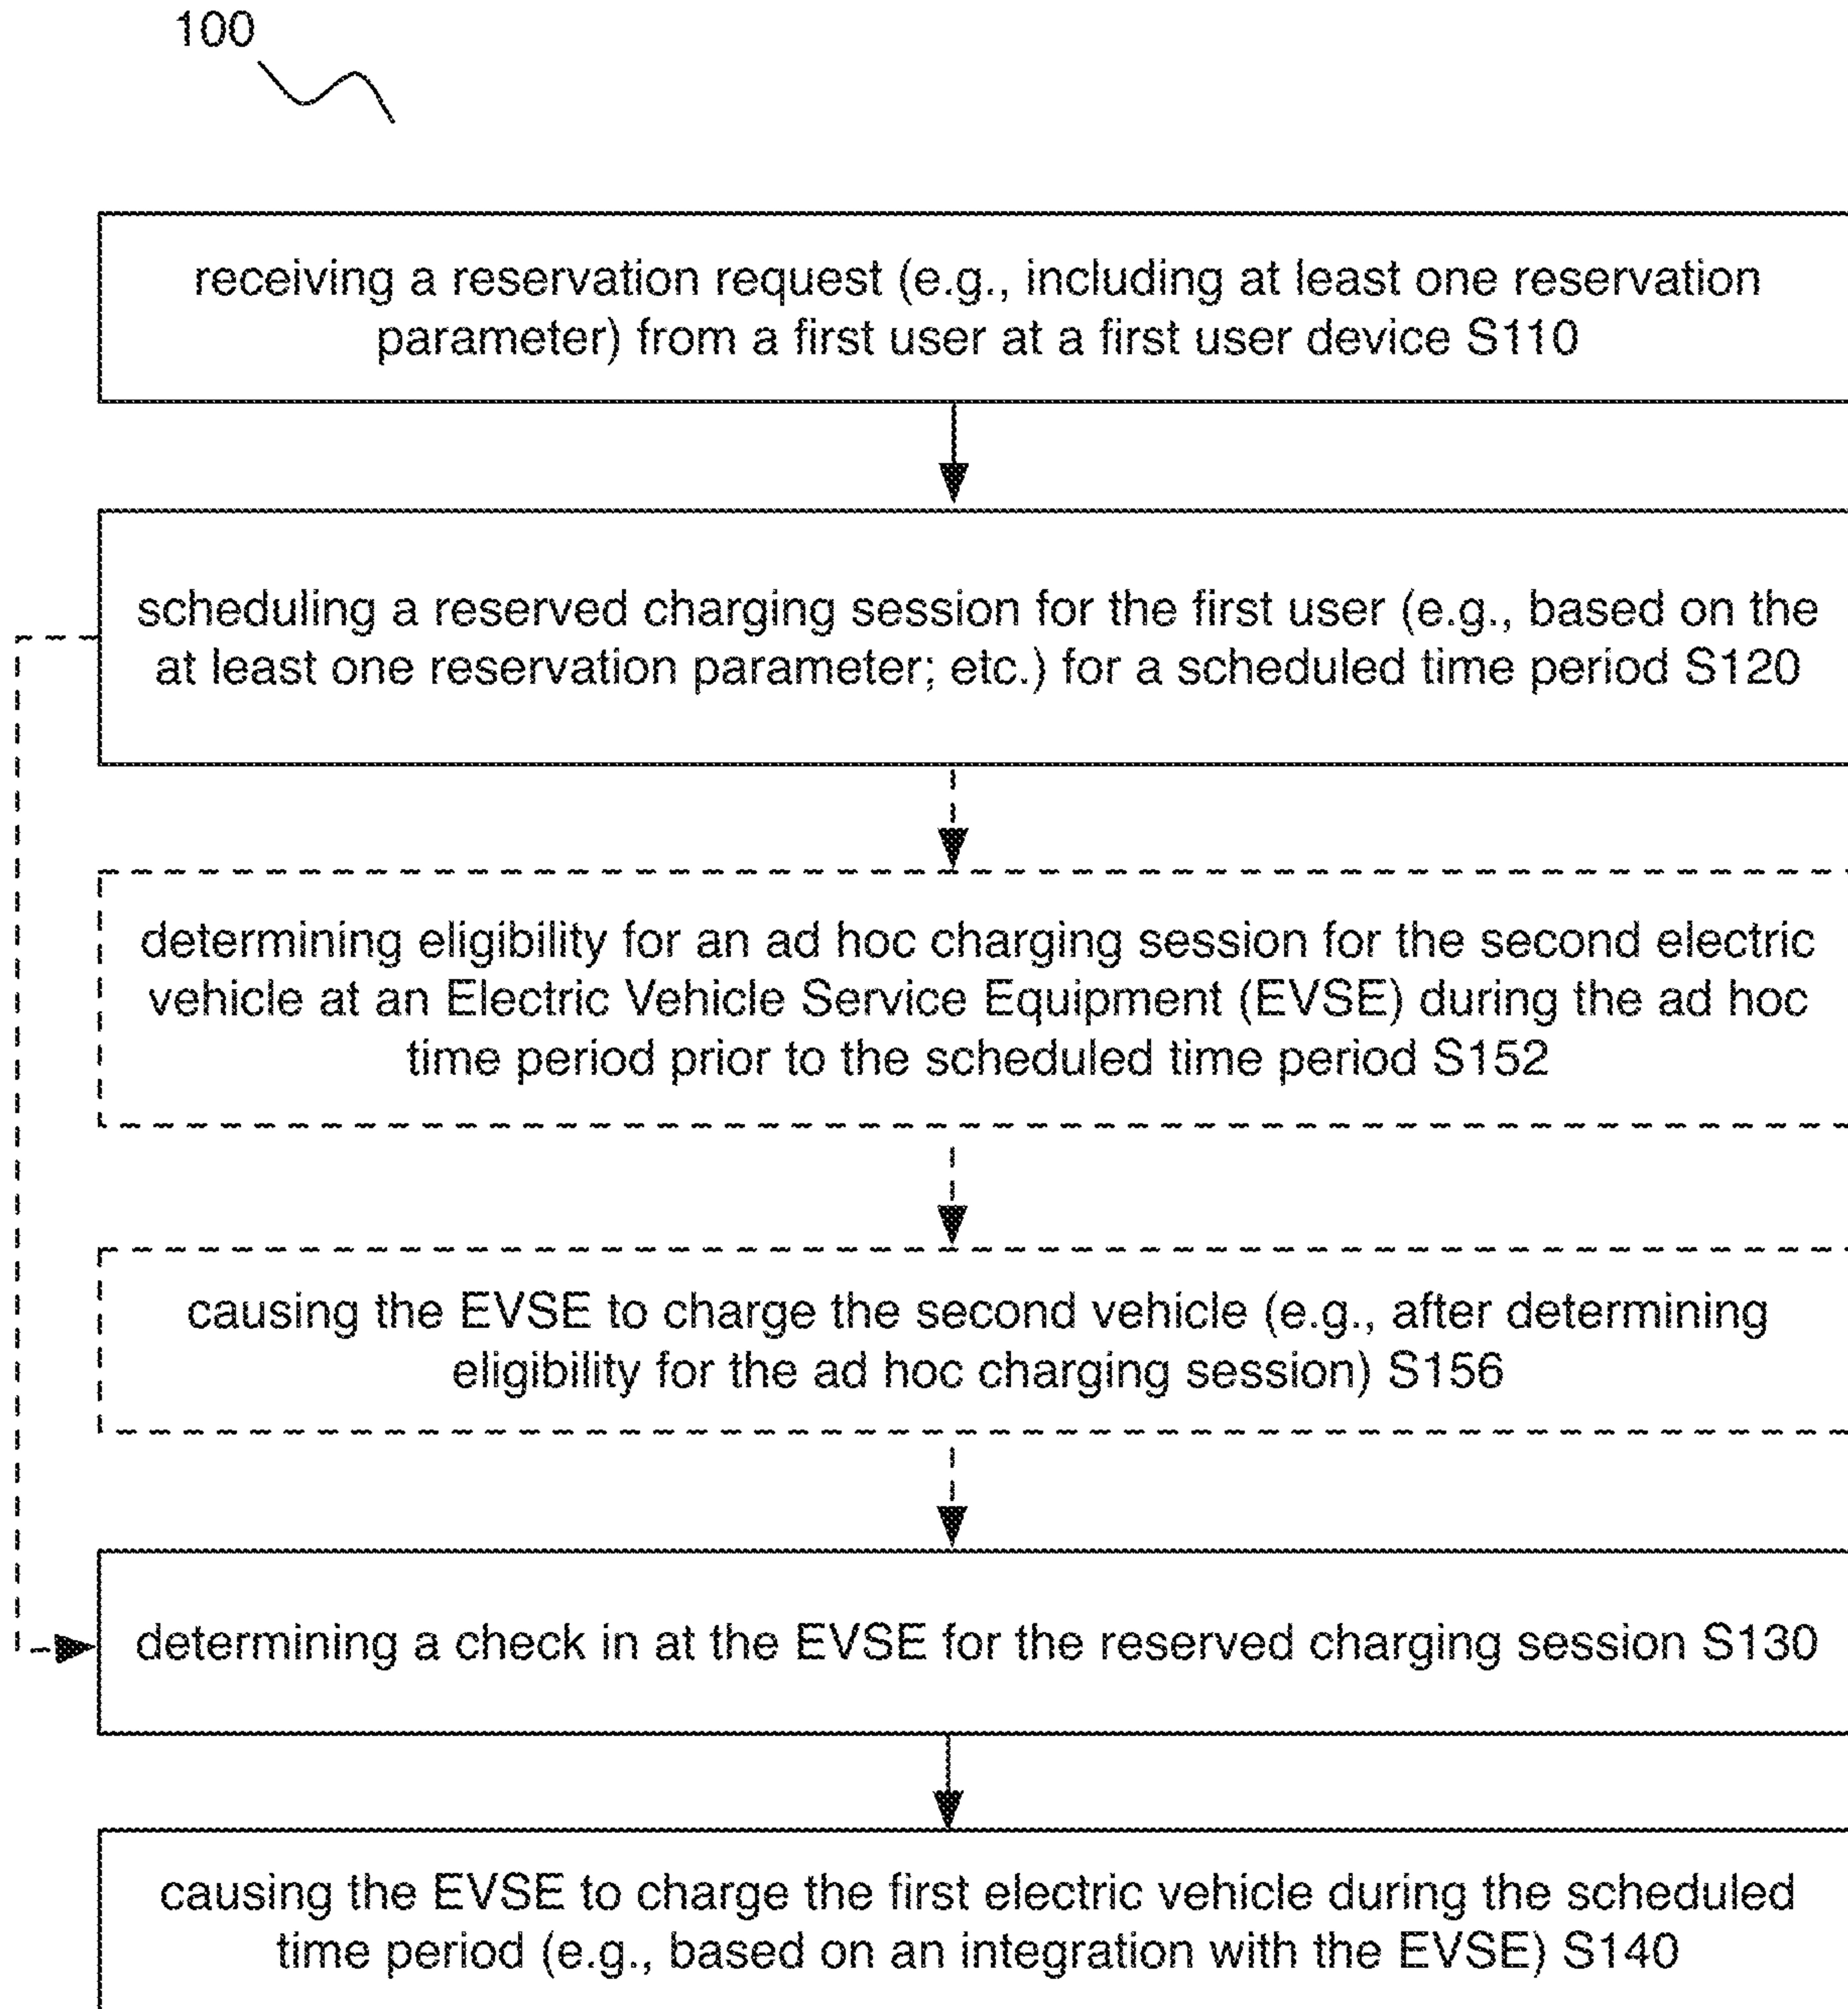 100
receiving a reservation request (e.g., including at least one reservation
parameter) from a first user at a first user device S110
scheduling a reserved charging session for the first user (e.g., based on the
at least one reservation parameter; etc.) for a scheduled time period S120
determining eligibility for an ad hoc charging session for the second electric
vehicle at an Electric Vehicle Service Equipment (EVSE) during the ad hoc
time period prior to the scheduled time period S152
causing the EVSE to charge the second vehicle (e.g., after determining
eligibility for the ad hoc charging session) S156
determining a check in at the EVSE for the reserved charging session S130
causing the EVSE to charge the first electric vehicle during the scheduled
time period (e.g., based on an integration with the EVSE) S140